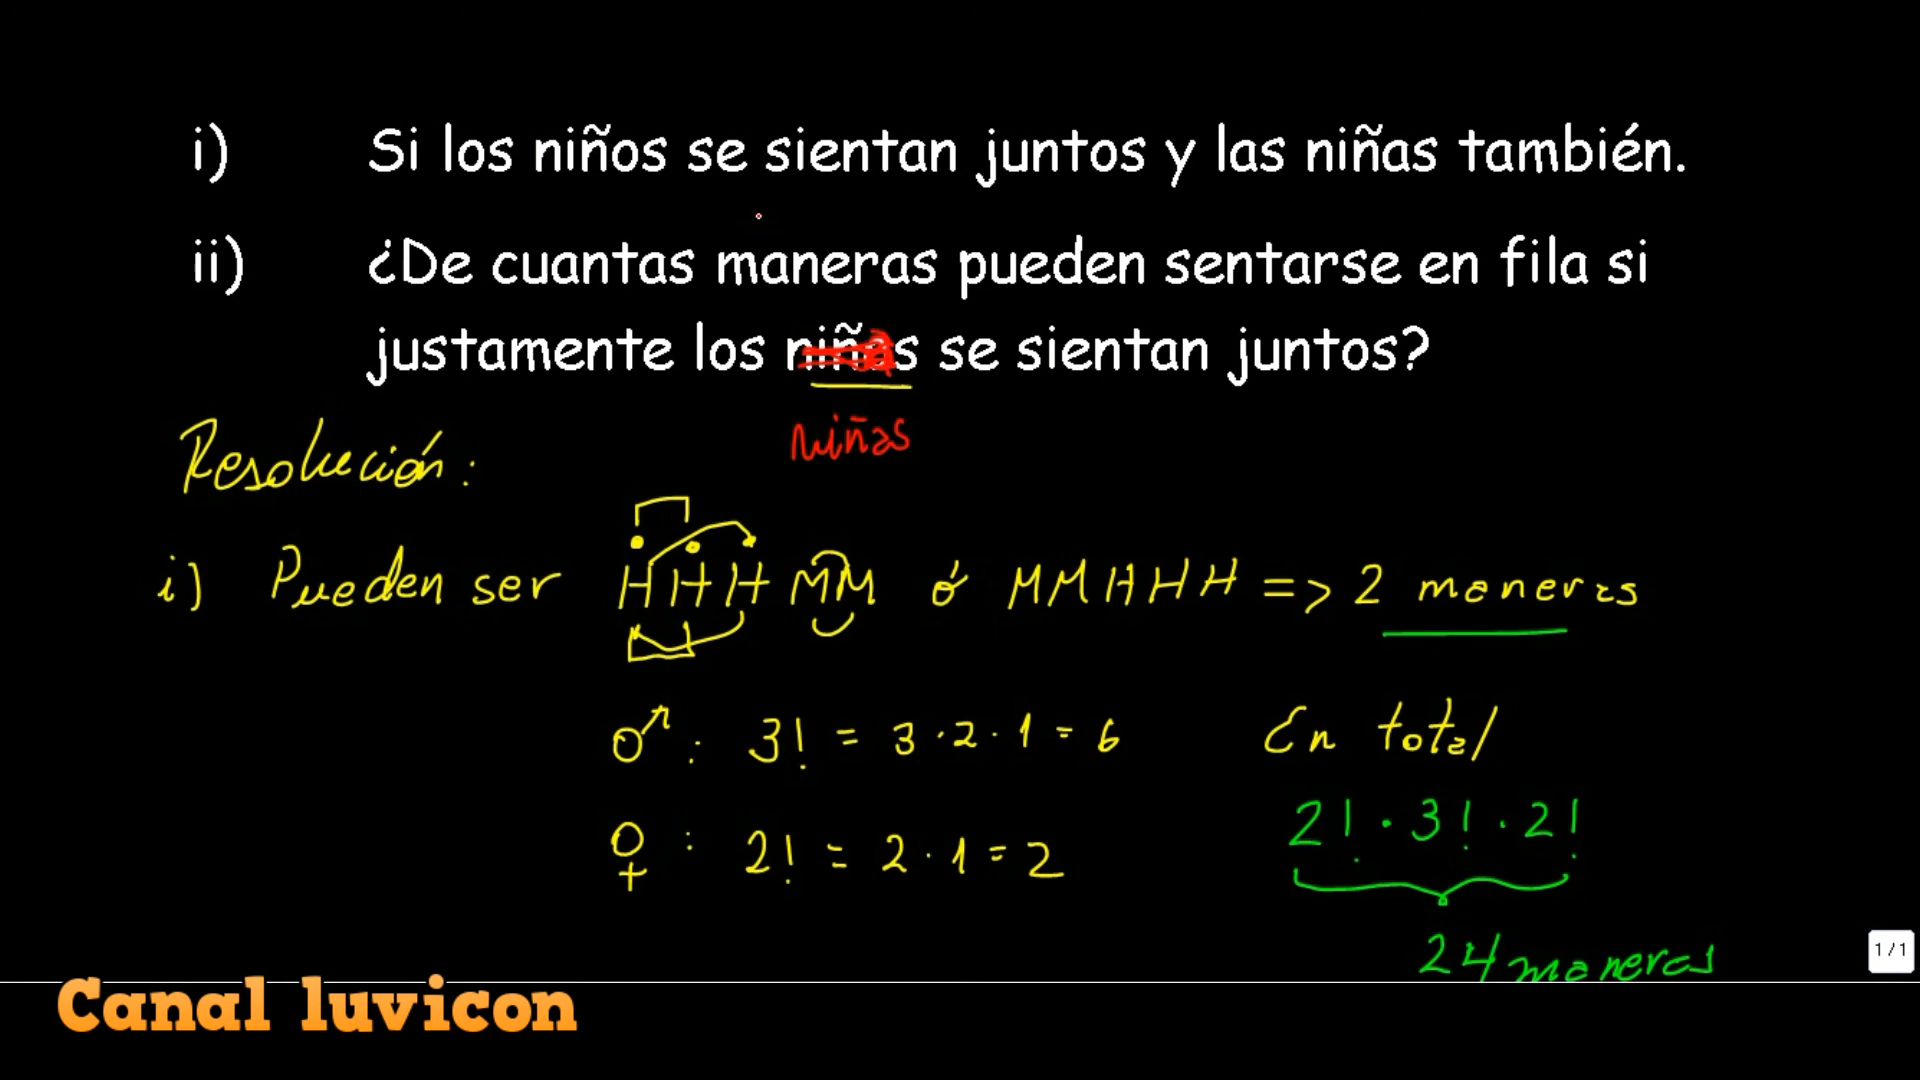 i) Si los niños se sientan juntos y las niñas también.
ii) ¿De cuantas maneras pueden sentarse en fila si
justamente los niñas se sientan juntos?
niñas
Resolución:
i) Pueden ser HHH MM ó MMHHH => 2 maneras
♂ : 3! = 3 · 2 · 1 = 6
En total
♀ : 2! = 2 · 1 = 2
2! · 3! · 2!
24 maneras
1/1
Canal luvicon